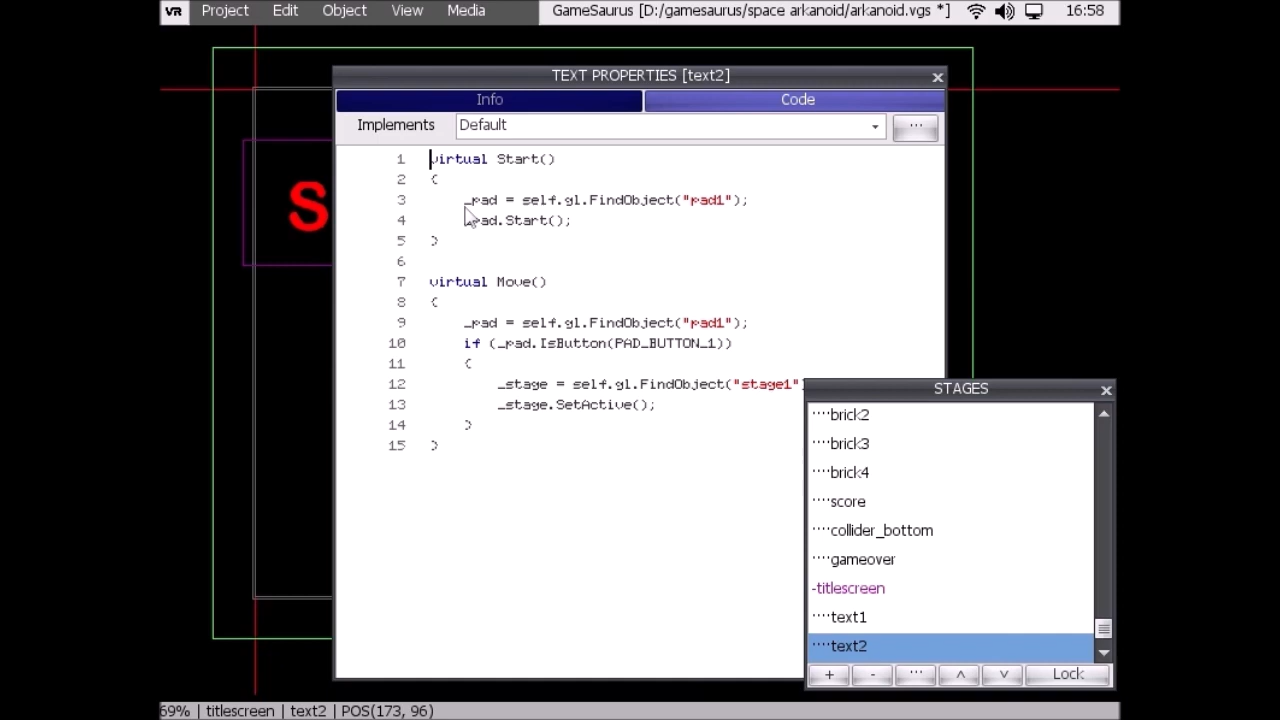 VR Project Edit Object View Media GameSaurus [D:/gamesaurus/space arkanoid/arkanoid.vgs *] 16:58
TEXT PROPERTIES [text2]
Info Code
Implements Default ...
1 virtual Start()
2 {
3 _pad = self.gl.FindObject("pad1");
4 _pad.Start();
5 }
6
7 virtual Move()
8 {
9 _pad = self.gl.FindObject("pad1");
10 if (_pad.IsButton(PAD_BUTTON_1))
11 {
12 _stage = self.gl.FindObject("stage1")
13 _stage.SetActive();
14 }
15 }
S
STAGES
····brick2
····brick3
····brick4
····score
····collider_bottom
····gameover
-titlescreen
····text1
····text2
+ - ... ʌ v Lock
69% | titlescreen | text2 | POS(173, 96)